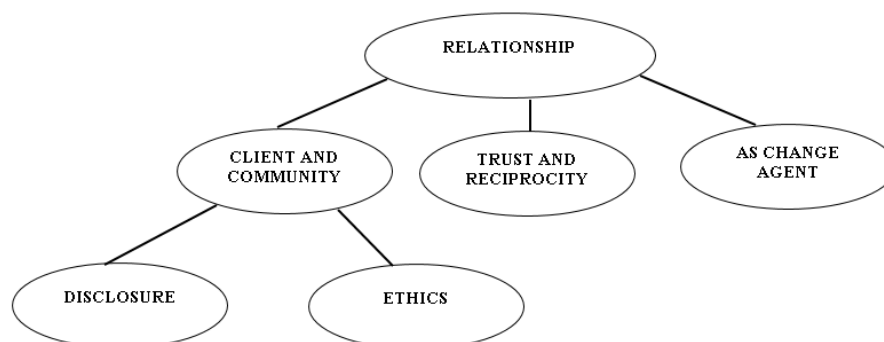 RELATIONSHIP
CLIENT AND
COMMUNITY
TRUST AND
RECIPROCITY
AS CHANGE
AGENT
DISCLOSURE
ETHICS